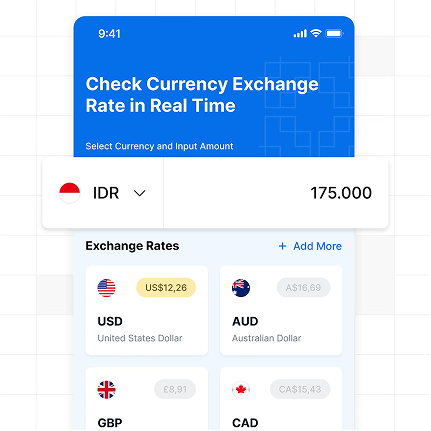 9:41
Check Currency Exchange
Rate in Real Time
Select Currency and Input Amount
IDR 175.000
Exchange Rates + Add More
US$12,26 A$16,69
USD AUD
United States Dollar Australian Dollar
£8,91 CA$15,43
GBP CAD